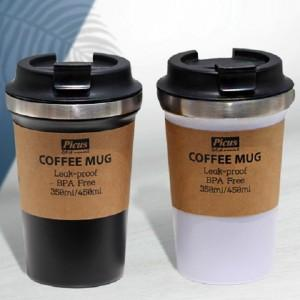 Picus
COFFEE MUG
Leak-proof
- BPA Free
350ml/450ml
Picus
COFFEE MUG
Leak-proof
BPA Free
350ml/450ml